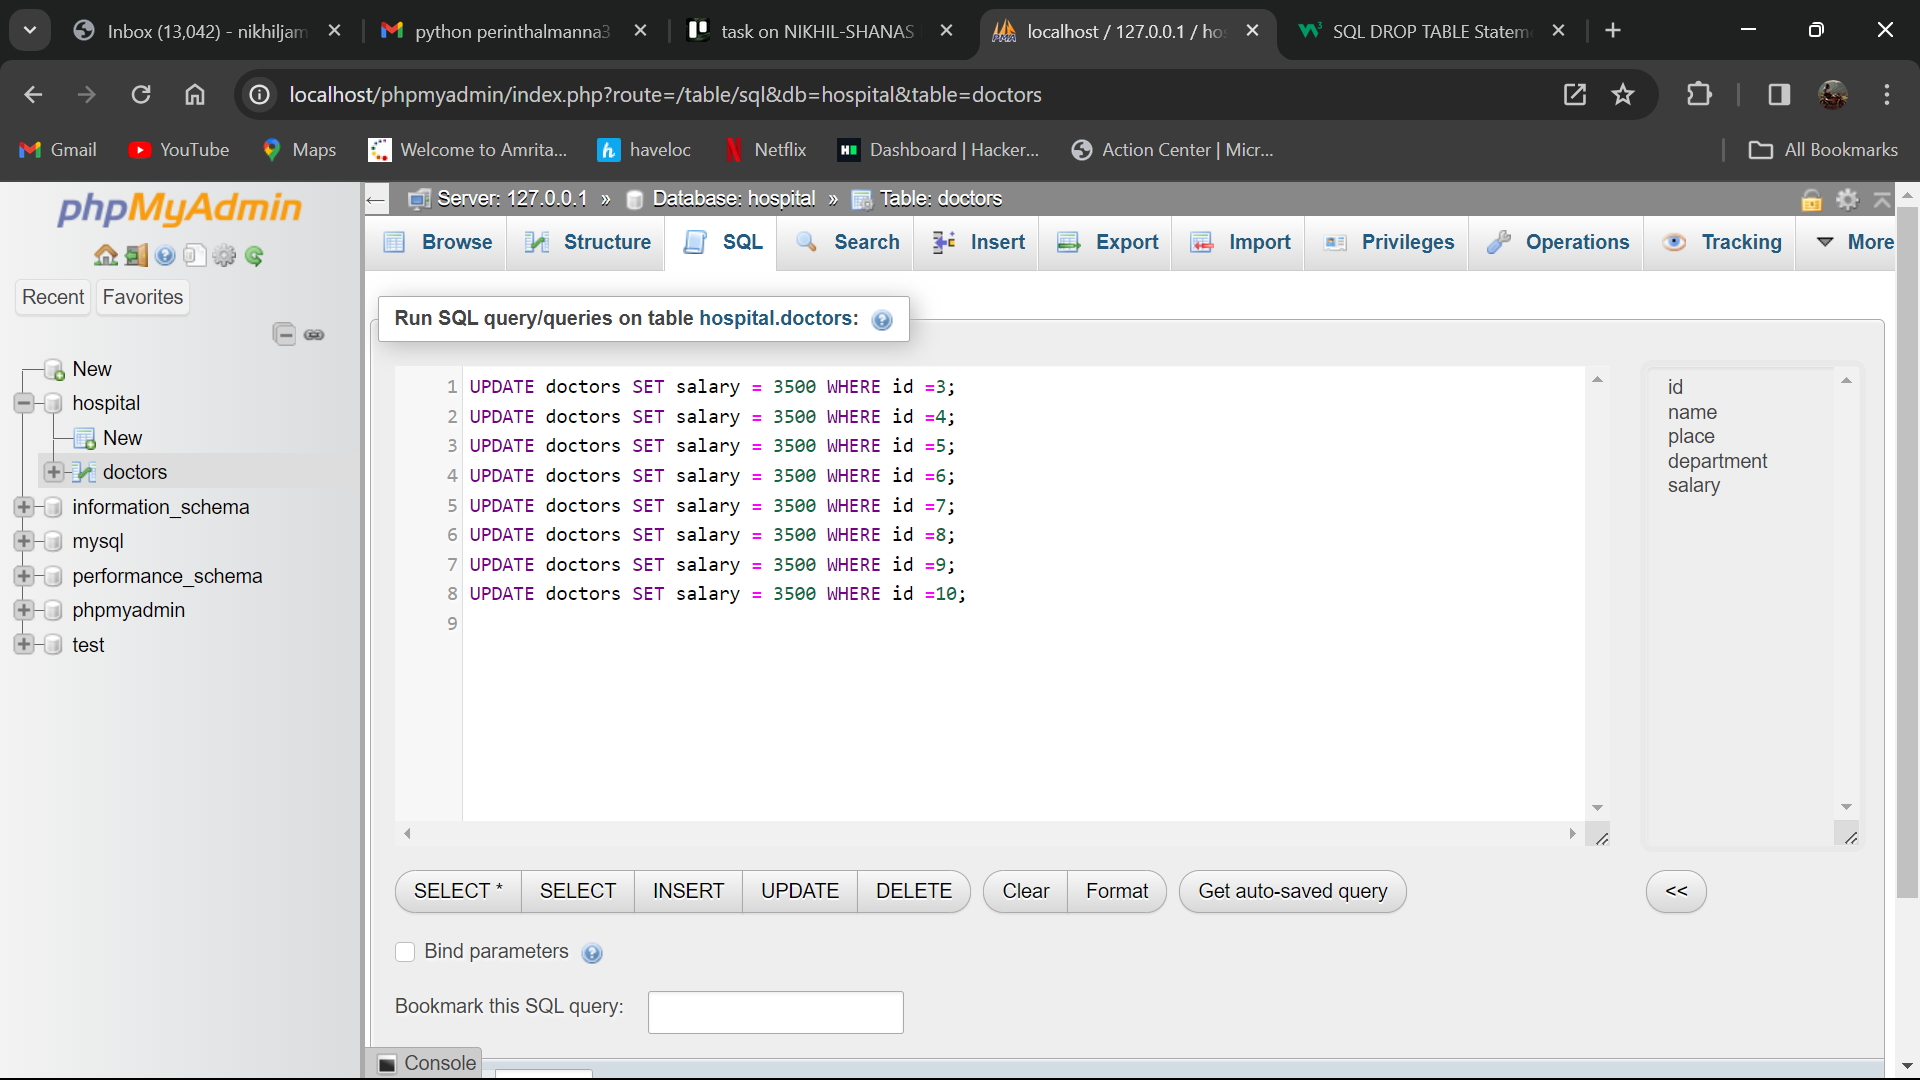 Inbox (13,042) - nikhiljam
python perinthalmanna3
task on NIKHIL-SHANAS
localhost / 127.0.0.1 / hos
SQL DROP TABLE Statem
localhost/phpmyadmin/index.php?route=/table/sql&db=hospital&table=doctors
Gmail
YouTube
Maps
Welcome to Amrita...
haveloc
Netflix
Dashboard | Hacker...
Action Center | Micr...
All Bookmarks
phpMyAdmin
Recent
Favorites
New
hospital
New
doctors
information_schema
mysql
performance_schema
phpmyadmin
test
Server: 127.0.0.1 » Database: hospital » Table: doctors
Browse
Structure
SQL
Search
Insert
Export
Import
Privileges
Operations
Tracking
More
Run SQL query/queries on table hospital.doctors:
1 UPDATE doctors SET salary = 3500 WHERE id =3;
2 UPDATE doctors SET salary = 3500 WHERE id =4;
3 UPDATE doctors SET salary = 3500 WHERE id =5;
4 UPDATE doctors SET salary = 3500 WHERE id =6;
5 UPDATE doctors SET salary = 3500 WHERE id =7;
6 UPDATE doctors SET salary = 3500 WHERE id =8;
7 UPDATE doctors SET salary = 3500 WHERE id =9;
8 UPDATE doctors SET salary = 3500 WHERE id =10;
9
id
name
place
department
salary
SELECT *
SELECT
INSERT
UPDATE
DELETE
Clear
Format
Get auto-saved query
<<
Bind parameters
Bookmark this SQL query:
Console